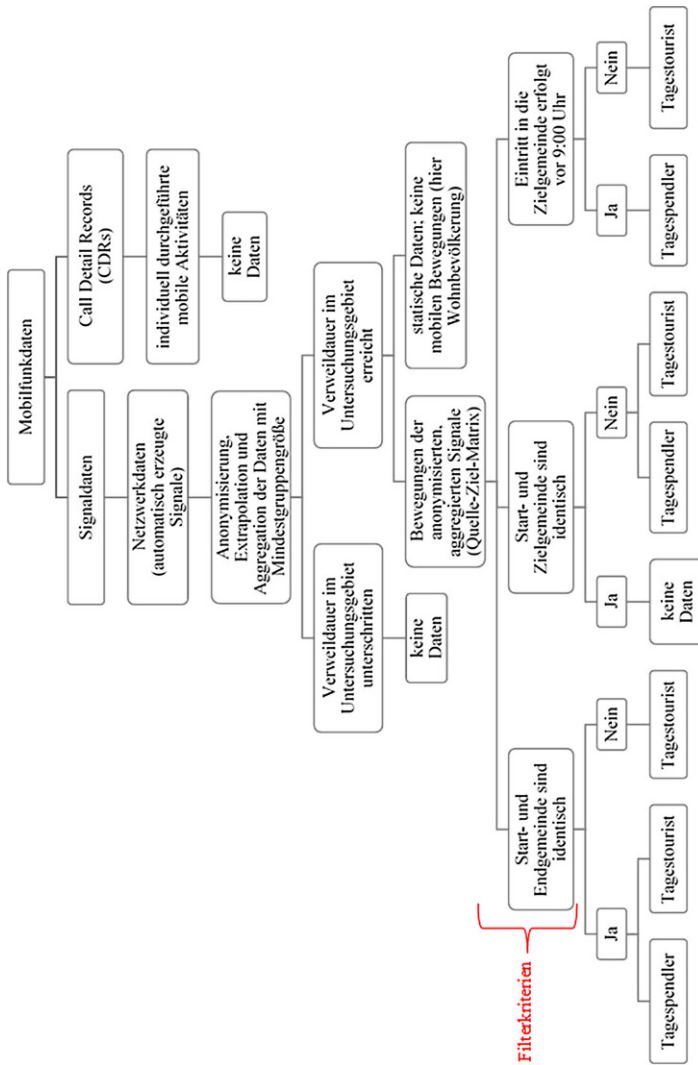 Mobilfunkdaten
Signaldaten
Call Detail Records
(CDRs)
Netzwerkdaten
(automatisch erzeugte
Signale)
individuell durchgeführte
mobile Aktivitäten
Anonymisierung,
Extrapolation und
Aggregation der Daten mit
Mindestgruppengröße
keine
Daten
Verweildauer im
Untersuchungsgebiet
unterschritten
Verweildauer im
Untersuchungsgebiet
erreicht
keine
Daten
Bewegungen der
anonymisierten,
aggregierten Signale
(Quelle-Ziel-Matrix)
statische Daten; keine
mobilen Bewegungen (hier
Wohnbevölkerung)
Filterkriterien
Start- und
Endgemeinde sind
identisch
Start- und
Zielgemeinde sind
identisch
Eintritt in die
Zielgemeinde erfolgt
vor 9:00 Uhr
Ja
Nein
Ja
Nein
Ja
Nein
Tagespendler
Tagestourist
Tagestourist
keine
Daten
Tagespendler
Tagestourist
Tagespendler
Tagestourist